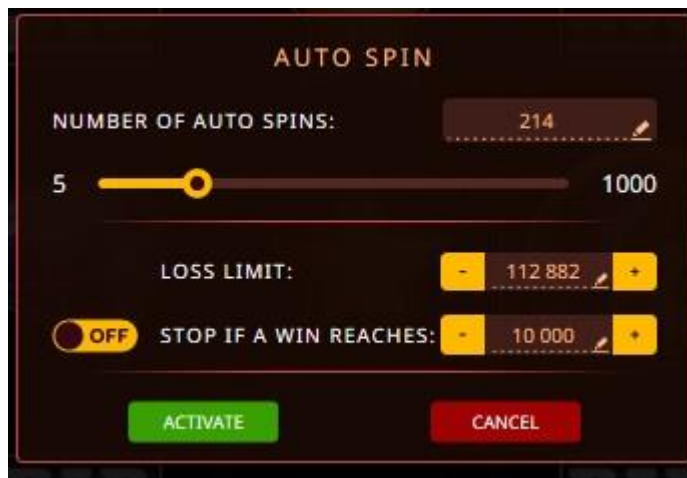 AUTO SPIN
NUMBER OF AUTO SPINS: 214
5 1000
LOSS LIMIT: - 112 882 +
OFF STOP IF A WIN REACHES: - 10 000 +
ACTIVATE CANCEL